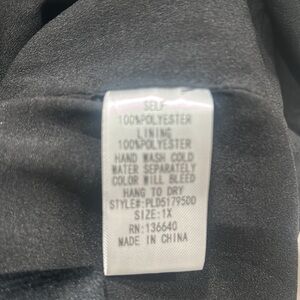 SELF
100%POLYESTER
LINING
100%POLYESTER
HAND WASH COLD
WATER SEPARATELY
COLOR WILL BLEED
HANG TO DRY
STYLE#:PLD5179500
SIZE:1X
RN:136640
MADE IN CHINA